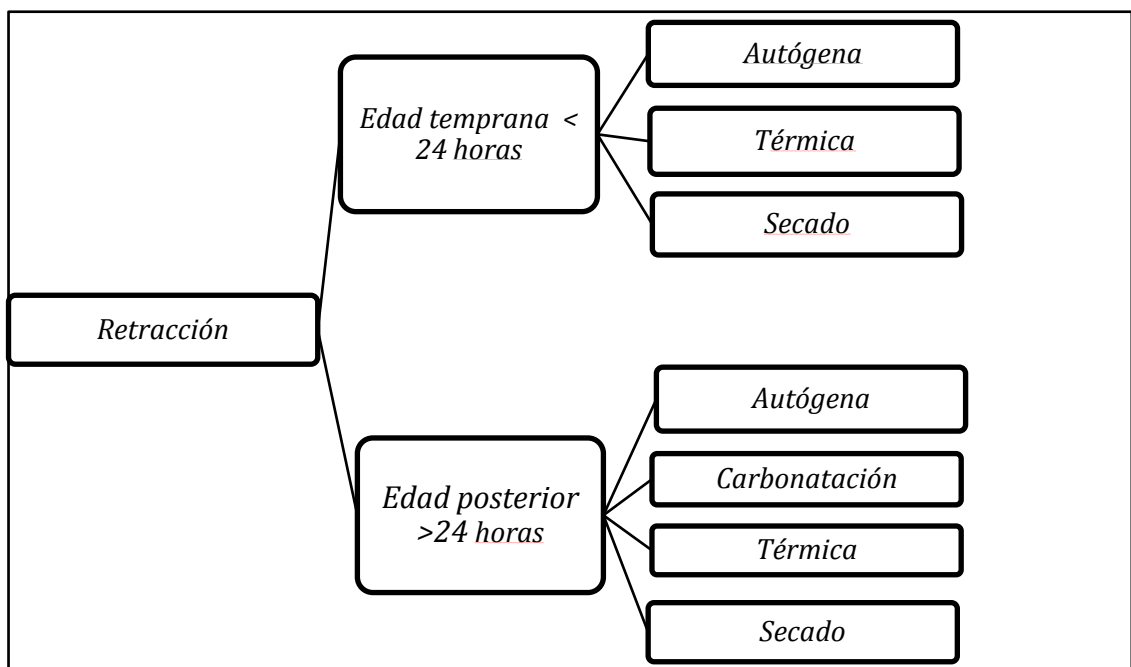 Retracción
Edad temprana <
24 horas
Autógena
Térmica
Secado
Edad posterior
>24 horas
Autógena
Carbonatación
Térmica
Secado